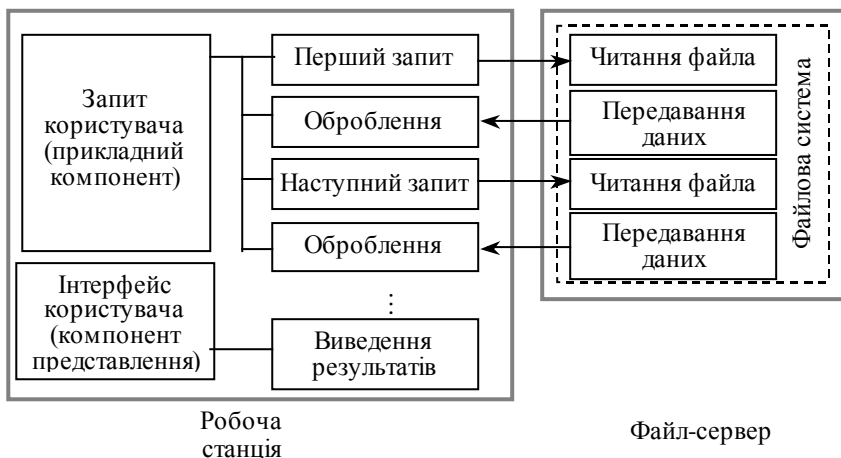 Запит
користувача
(прикладний
компонент)
Перший запит
Оброблення
Наступний запит
Оброблення
Інтерфейс
користувача
(компонент
представлення)
Виведення
результатів
Читання файла
Передавання
даних
Читання файла
Передавання
даних
Файлова система
Робоча
станція
Файл-сервер